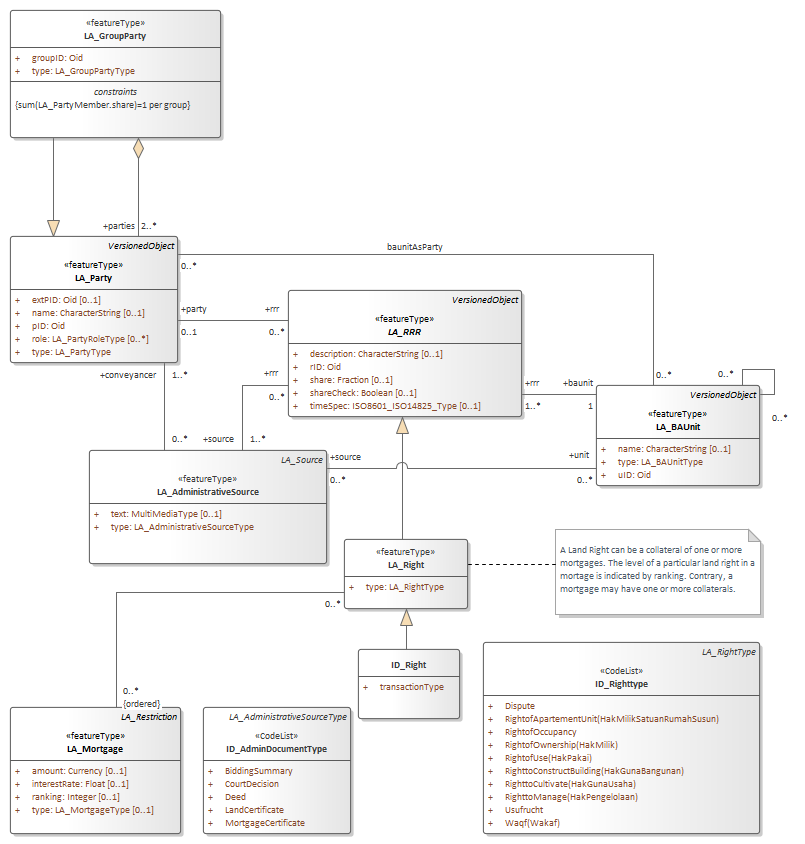 «featureType»
LA_GroupParty
+ groupID: Oid
+ type: LA_GroupPartyType
constraints
{sum(LA_PartyMember.share)=1 per group}
+parties 2..*
VersionedObject
«featureType»
LA_Party
+ extPID: Oid [0..1]
+ name: CharacterString [0..1]
+ pID: Oid
+ role: LA_PartyRoleType [0..*]
+ type: LA_PartyType
baunitAsParty
0..*
0..*
+party
0..1
+rrr
0..*
VersionedObject
«featureType»
LA_RRR
+ description: CharacterString [0..1]
+ rID: Oid
+ share: Fraction [0..1]
+ shareCheck: Boolean [0..1]
+ timeSpec: ISO8601_ISO14825_Type [0..1]
+conveyancer 1..*
0..*
+rrr
0..*
+source 1..*
+rrr
1..*
+baunit
1
0..*
0..*
VersionedObject
«featureType»
LA_BAUnit
+ name: CharacterString [0..1]
+ type: LA_BAUnitType
+ uID: Oid
LA_Source
«featureType»
LA_AdministrativeSource
+ text: MultiMediaType [0..1]
+ type: LA_AdministrativeSourceType
+source
0..*
+unit
0..*
«featureType»
LA_Right
+ type: LA_RightType
0..*
A Land Right can be a collateral of one or more
mortgages. The level of a particular land right in a
mortage is indicated by ranking. Contrary, a
mortgage may have one or more collaterals.
ID_Right
+ transactionType
0..*
{ordered}
LA_Restriction
«featureType»
LA_Mortgage
+ amount: Currency [0..1]
+ interestRate: Float [0..1]
+ ranking: Integer [0..1]
+ type: LA_MortgageType [0..1]
LA_AdministrativeSourceType
«CodeList»
ID_AdminDocumentType
+ BiddingSummary
+ CourtDecision
+ Deed
+ LandCertificate
+ MortgageCertificate
LA_RightType
«CodeList»
ID_Righttype
+ Dispute
+ RightofApartementUnit(HakMilikSatuanRumahSusun)
+ RightofOccupancy
+ RightofOwnership(HakMilik)
+ RightofUse(HakPakai)
+ RighttoConstructBuilding(HakGunaBangunan)
+ RighttoCultivate(HakGunaUsaha)
+ RighttoManage(HakPengelolaan)
+ Usufrucht
+ Waqf(Wakaf)